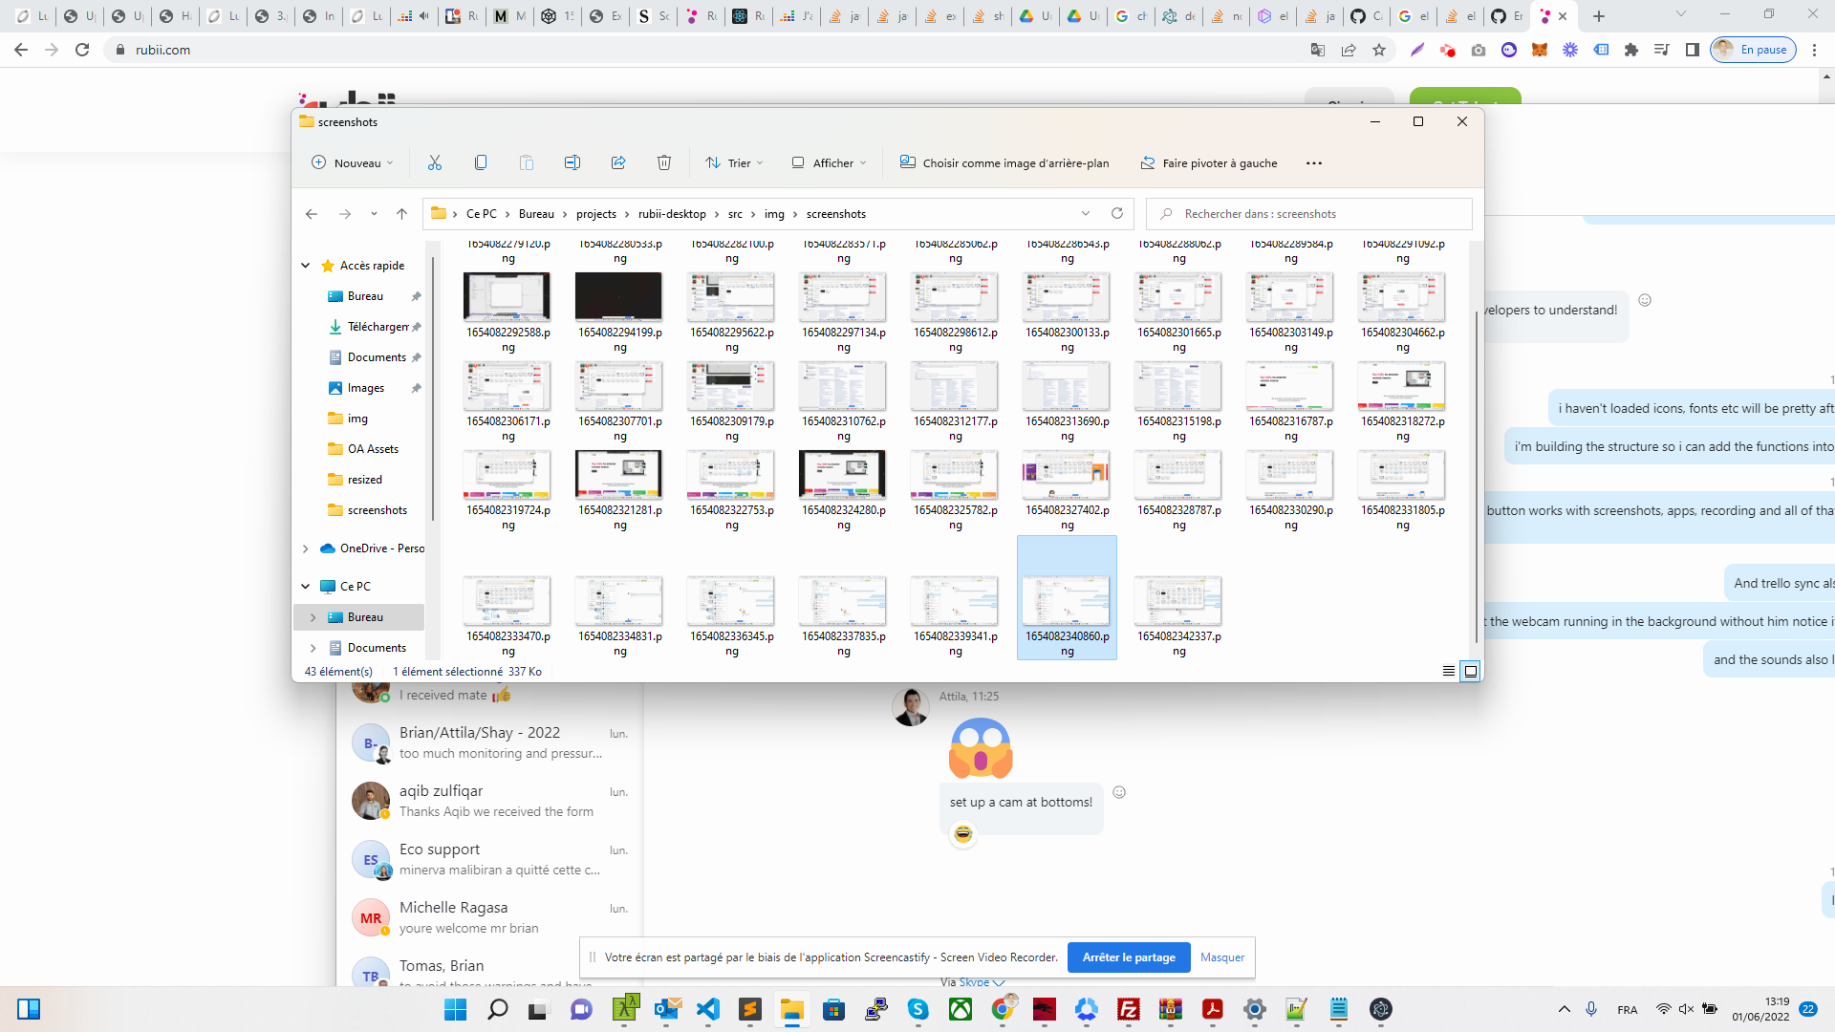 rubii.com
En pause
screenshots
Nouveau
Trier
Afficher
Choisir comme image d'arrière-plan
Faire pivoter à gauche
Ce PC
Bureau
projects
rubii-desktop
src
img
screenshots
Rechercher dans : screenshots
Accès rapide
Bureau
Téléchargem
Documents
Images
img
OA Assets
resized
screenshots
OneDrive - Perso
Ce PC
Bureau
Documents
1654082279120.png
1654082280533.png
1654082282100.png
1654082283571.png
1654082285062.png
1654082286543.png
1654082288062.png
1654082289584.png
1654082291092.png
1654082292588.png
1654082294199.png
1654082295622.png
1654082297134.png
1654082298612.png
1654082300133.png
1654082301665.png
1654082303149.png
1654082304662.png
1654082306171.png
1654082307701.png
1654082309179.png
1654082310762.png
1654082312177.png
1654082313690.png
1654082315198.png
1654082316787.png
1654082318272.png
1654082319724.png
1654082321281.png
1654082322753.png
1654082324280.png
1654082325782.png
1654082327402.png
1654082328787.png
1654082330290.png
1654082331805.png
1654082333470.png
1654082334831.png
1654082336345.png
1654082337835.png
1654082339341.png
1654082340860.png
1654082342337.png
43 élément(s)
1 élément sélectionné 337 Ko
velopers to understand!
i haven't loaded icons, fonts etc will be pretty aft
i'm building the structure so i can add the functions into
button works with screenshots, apps, recording and all of tha
And trello sync als
t the webcam running in the background without him notice i
and the sounds also l
I received mate
Brian/Attila/Shay - 2022
lun.
too much monitoring and pressur...
aqib zulfiqar
lun.
Thanks Aqib we received the form
ES
Eco support
lun.
minerva malibiran a quitté cette c...
MR
Michelle Ragasa
lun.
youre welcome mr brian
TB
Tomas, Brian
Attila, 11:25
set up a cam at bottoms!
Via Skype
Votre écran est partagé par le biais de l'application Screencastify - Screen Video Recorder.
Arrêter le partage
Masquer
FRA
13:19
01/06/2022
22